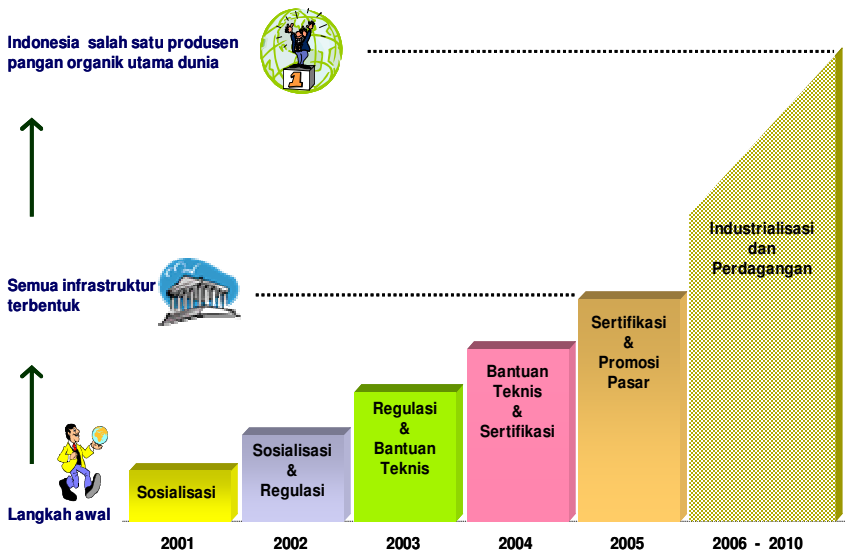 Indonesia salah satu produsen
pangan organik utama dunia
1
Semua infrastruktur
terbentuk
Langkah awal
Sosialisasi
Sosialisasi
&
Regulasi
Regulasi
&
Bantuan
Teknis
Bantuan
Teknis
&
Sertifikasi
Sertifikasi
&
Promosi
Pasar
Industrialisasi
dan
Perdagangan
2001
2002
2003
2004
2005
2006 - 2010